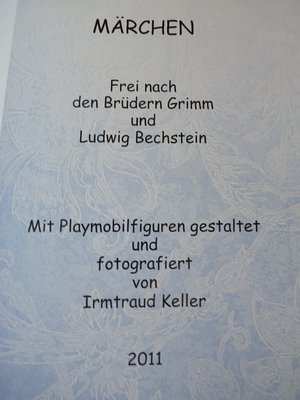 MÄRCHEN
Frei nach
den Brüdern Grimm
und
Ludwig Bechstein
Mit Playmobilfiguren gestaltet
und
fotografiert
von
Irmtraud Keller
2011